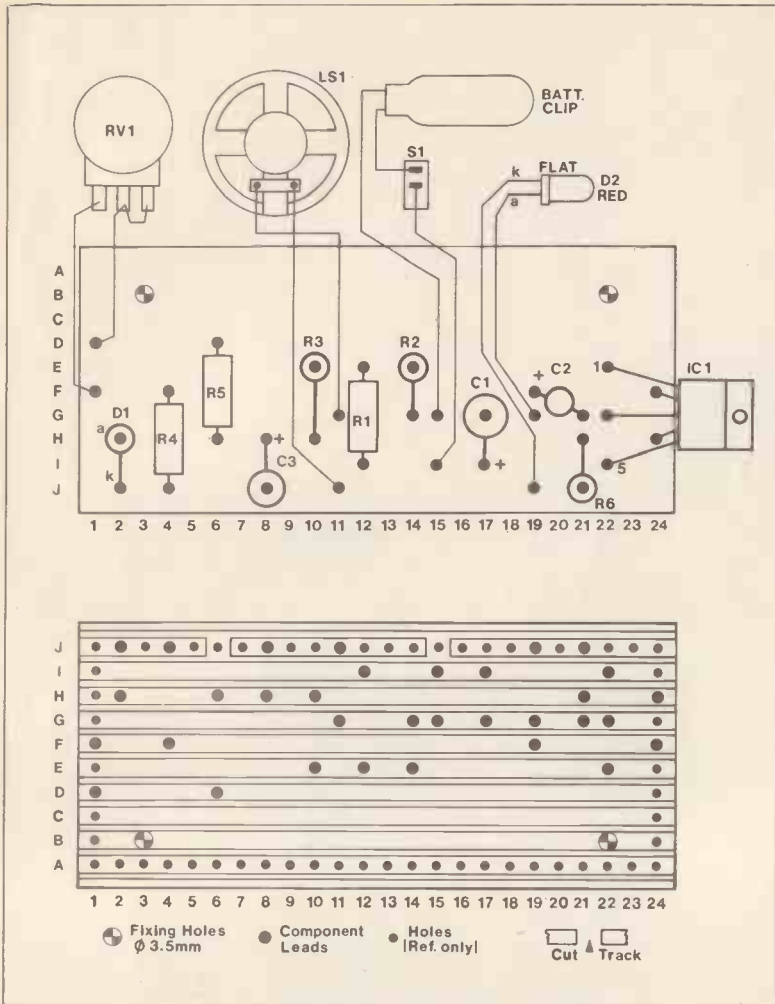 RV1
LS1
BATT.
CLIP
S1
k FLAT
a
D2
RED
A
B
C
D
E
F
G
H
I
J
D1
a
k
R4
R5
+
C3
R3
R1
R2
C1
+
+
C2
R6
1
5
IC1
1 2 3 4 5 6 7 8 9 10 11 12 13 14 15 16 17 18 19 20 21 22 23 24
J
I
H
G
F
E
D
C
B
A
1 2 3 4 5 6 7 8 9 10 11 12 13 14 15 16 17 18 19 20 21 22 23 24
Fixing Holes
Ø 3.5mm
Component
Leads
Holes
(Ref. only)
Cut Track